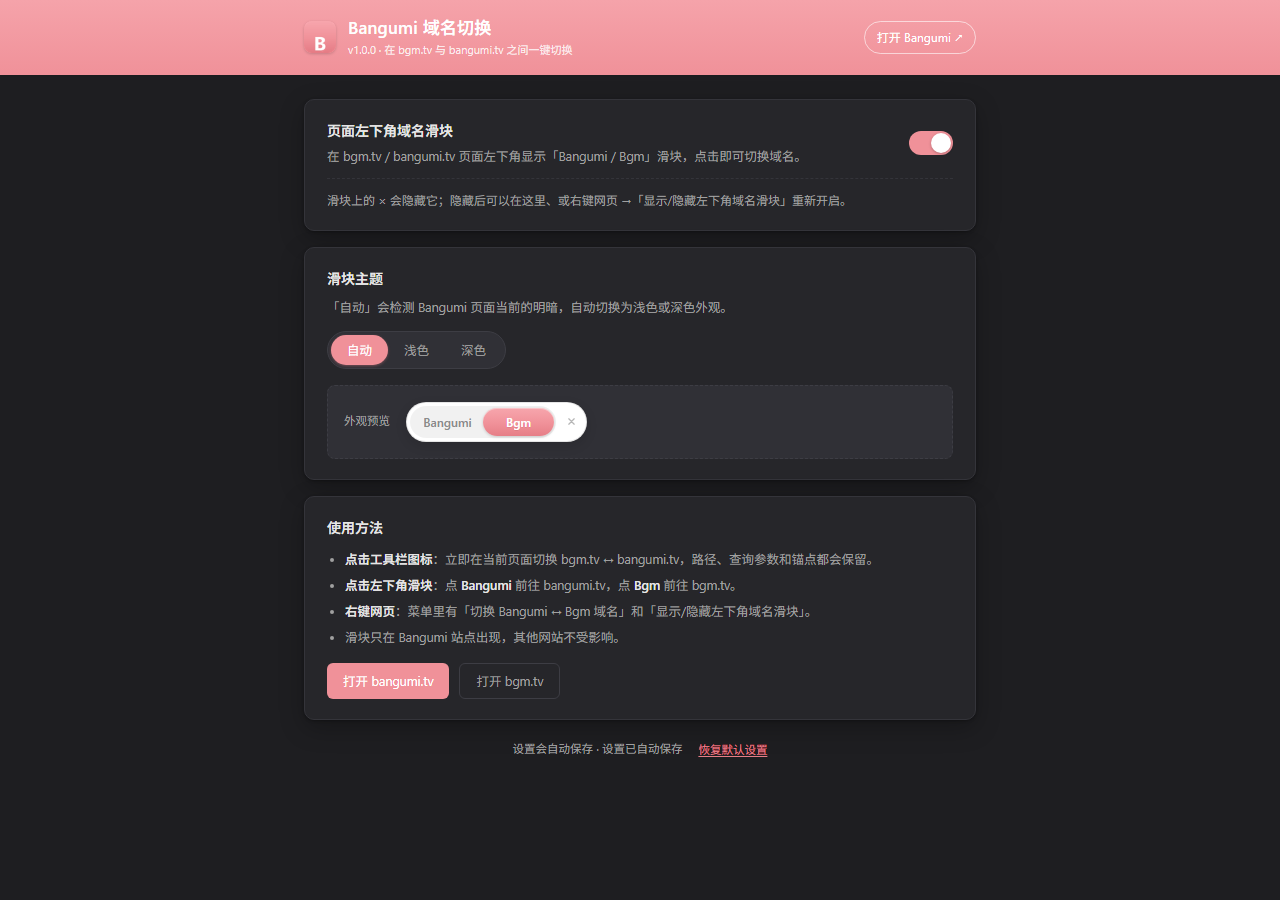 B
Bangumi 域名切换
v1.0.0 · 在 bgm.tv 与 bangumi.tv 之间一键切换
打开 Bangumi ↗
页面左下角域名滑块
在 bgm.tv / bangumi.tv 页面左下角显示「Bangumi / Bgm」滑块，点击即可切换域名。
滑块上的 × 会隐藏它；隐藏后可以在这里、或右键网页 →「显示/隐藏左下角域名滑块」重新开启。
滑块主题
「自动」会检测 Bangumi 页面当前的明暗，自动切换为浅色或深色外观。
自动 浅色 深色
外观预览 Bangumi Bgm ×
使用方法
• 点击工具栏图标：立即在当前页面切换 bgm.tv ↔ bangumi.tv，路径、查询参数和锚点都会保留。
• 点击左下角滑块：点 Bangumi 前往 bangumi.tv，点 Bgm 前往 bgm.tv。
• 右键网页：菜单里有「切换 Bangumi ↔ Bgm 域名」和「显示/隐藏左下角域名滑块」。
• 滑块只在 Bangumi 站点出现，其他网站不受影响。
打开 bangumi.tv 打开 bgm.tv
设置会自动保存 · 设置已自动保存 恢复默认设置